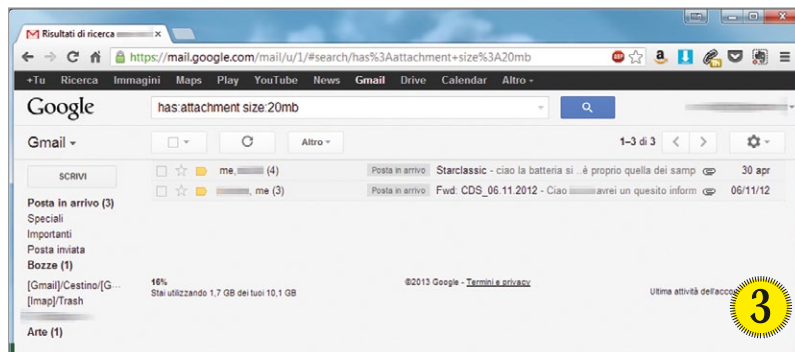 Risultati di ricerca
https://mail.google.com/mail/u/1/#search/has%3Aattachment+size%3A20mb
+Tu Ricerca Immagini Maps Play YouTube News Gmail Drive Calendar Altro
Google has:attachment size:20mb
Gmail Altro 1–3 di 3
SCRIVI
me, (4) Posta in arrivo Starclassic - ciao la batteria si ..è proprio quella dei samp 30 apr
, me (3) Posta in arrivo Fwd: CDS_06.11.2012 - Ciao avrei un quesito inform 06/11/12
Posta in arrivo (3)
Speciali
Importanti
Posta inviata
Bozze (1)
[Gmail]/Cestino/[G...
[Imap]/Trash
Arte (1)
16%
Stai utilizzando 1,7 GB dei tuoi 10,1 GB
©2013 Google - Termini e privacy
Ultima attività dell'acco
3